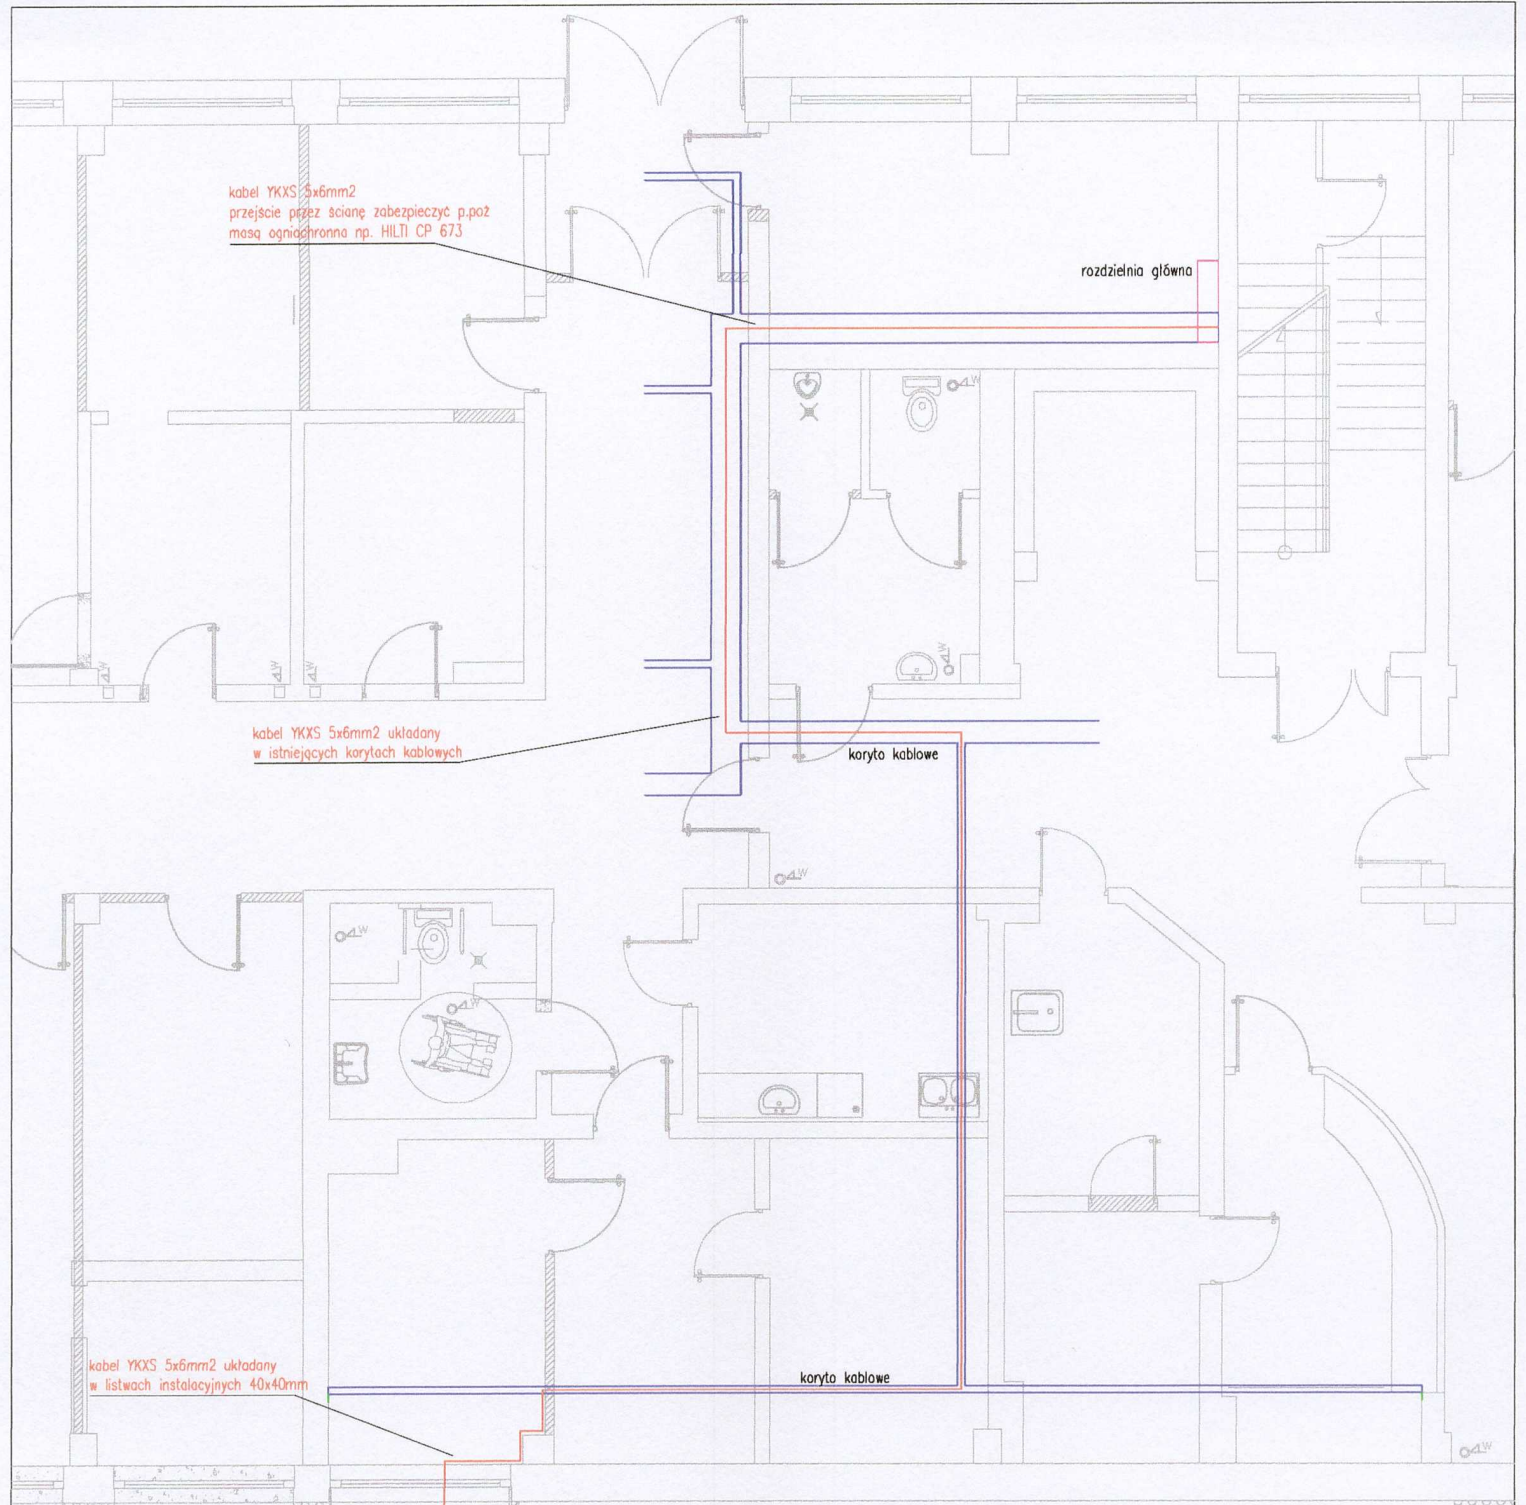 kabel YKXS 5x6mm2
przejście przez ścianę zabezpieczyć p.poż
masą ogniochronna np. HILTI CP 673
rozdzielnia główna
W
W
W
W
kabel YKXS 5x6mm2 układany
w istniejących korytach kablowych
koryto kablowe
W
W
W
kabel YKXS 5x6mm2 układany
w listwach instalacyjnych 40x40mm
koryto kablowe
W